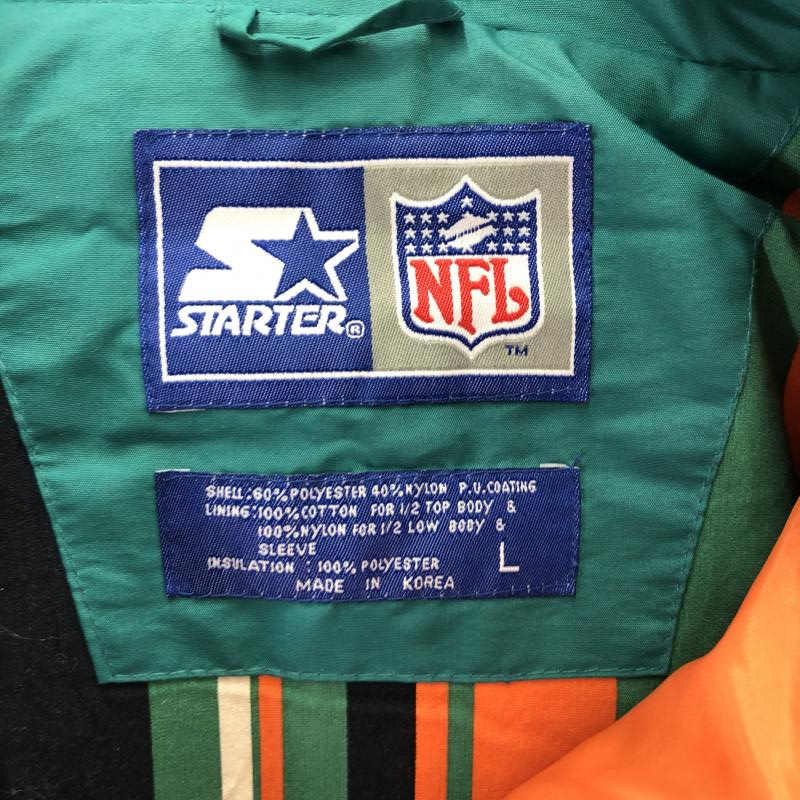 STARTER®
NFL
TM
SHELL:60%POLYESTER 40%NYLON P.U.COATING
LINING:100%COTTON FOR 1/2 TOP BODY &
100%NYLON FOR 1/2 LOW BODY &
SLEEVE
INSULATION:100% POLYESTER
L
MADE IN KOREA